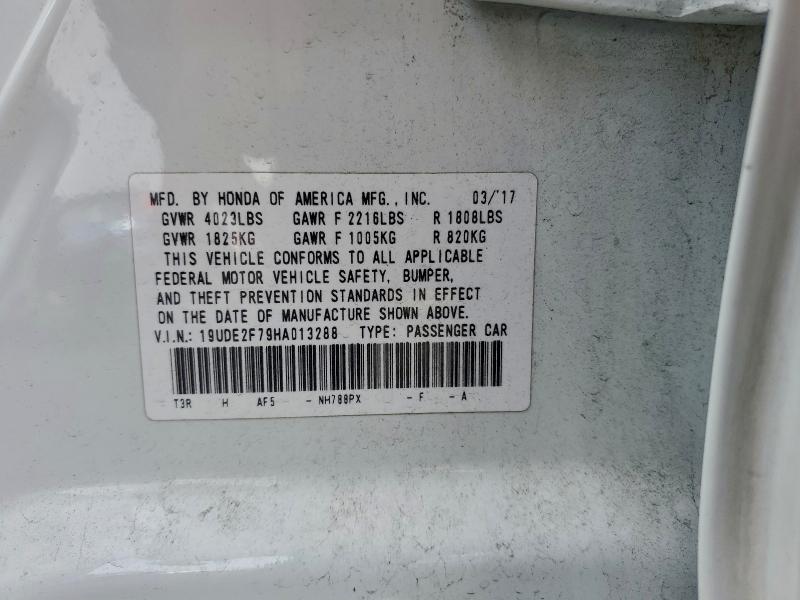 MFD. BY HONDA OF AMERICA MFG., INC. 03/'17
GVWR 4023LBS GAWR F 2216LBS R 1808LBS
GVWR 1825KG GAWR F 1005KG R 820KG
THIS VEHICLE CONFORMS TO ALL APPLICABLE
FEDERAL MOTOR VEHICLE SAFETY, BUMPER,
AND THEFT PREVENTION STANDARDS IN EFFECT
ON THE DATE OF MANUFACTURE SHOWN ABOVE.
V.I.N.: 19UDE2F79HA013288 TYPE: PASSENGER CAR
T3R H AF5 -NH788PX -F -A